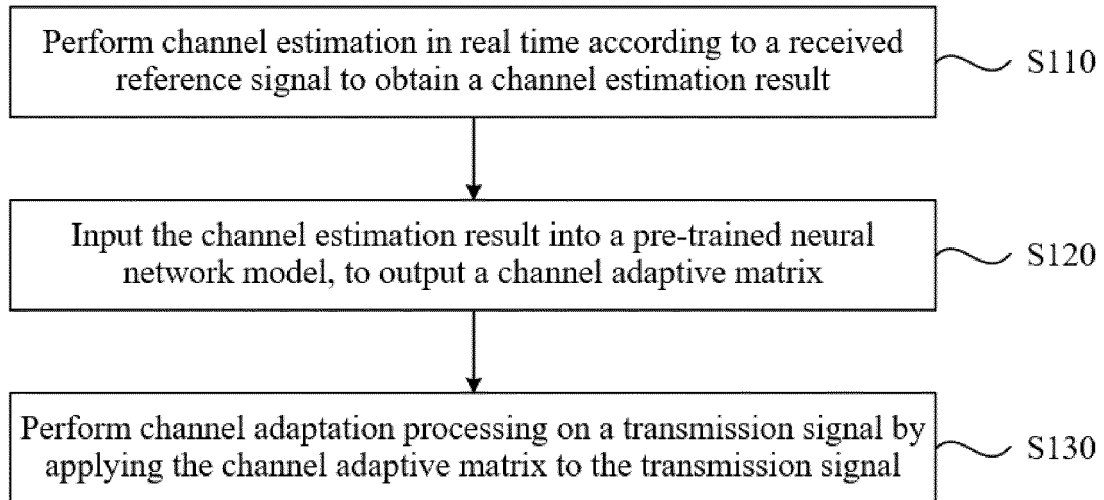 Perform channel estimation in real time according to a received
reference signal to obtain a channel estimation result
S110
Input the channel estimation result into a pre-trained neural
network model, to output a channel adaptive matrix
S120
Perform channel adaptation processing on a transmission signal by
applying the channel adaptive matrix to the transmission signal
S130